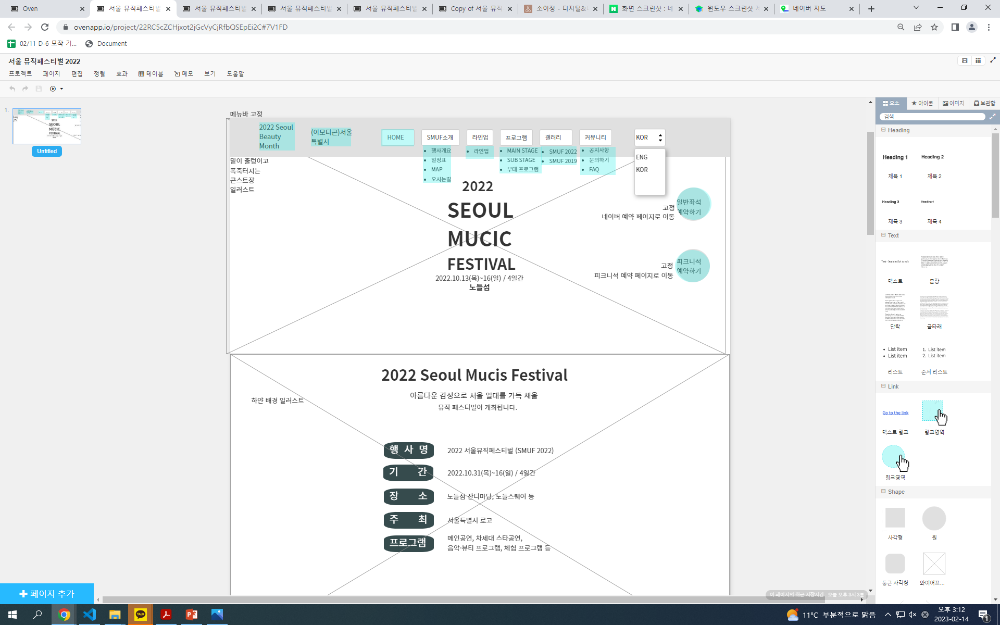 Oven
서울 뮤직페스티벌
서울 뮤직페스티벌
서울 뮤직페스티벌
서울 뮤직페스티벌
Copy of 서울 뮤직
소이정 - 디지털&
화면 스크린샷 : 네
윈도우 스크린샷
네이버 지도
ovenapp.io/project/22RC5cZCHjxot2jGcVyCjRfbQSEpEi2C#7V1FD
02/11 D-6 모작 기...
Document
서울 뮤직페스티벌 2022
프로젝트 페이지 편집 정렬 효과 테이블 메모 보기 도움말
요소 아이콘 이미지 보관함
검색
1.
Untitled
메뉴바 고정
2022 Seoul
Beauty
Month
(이모티콘)서울
특별시
HOME
SMUF소개
라인업
프로그램
갤러리
커뮤니티
KOR
ENG
KOR
행사개요
일정표
MAP
오시는길
라인업
MAIN STAGE
SUB STAGE
부대 프로그램
SMUF 2022
SMUF 2019
공지사항
문의하기
FAQ
밑이 출렁이고
폭죽터지는
콘스트장
일러스트
2022
SEOUL
MUCIC
FESTIVAL
2022.10.13(목)~16(일) / 4일간
노들섬
일반좌석
예약하기
고정
네이버 예약 페이지로 이동
피크니석
예약하기
고정
피크니석 예약 페이지로 이동
2022 Seoul Mucis Festival
아름다운 감성으로 서울 일대를 가득 채울
뮤직 페스티벌이 개최됩니다.
하얀 배경 일러스트
행 사 명
2022 서울뮤직페스티벌 (SMUF 2022)
기 간
2022.10.31(목)~16(일) / 4일간
장 소
노들섬 잔디마당, 노들스퀘어 등
주 최
서울특별시 로고
프로그램
메인공연, 차세대 스타공연,
음악·뷰티 프로그램, 체험 프로그램 등
Heading
Heading 1
Heading 2
제목 1
제목 2
Heading 3
Heading 4
제목 3
제목 4
Text
Text - Double click to edit
텍스트
문장
단락
글타래
List item
List item
1. List item
2. List item
리스트
순서 리스트
Link
Go to the link
텍스트 링크
링크영역
링크영역
Shape
사각형
원
둥근 사각형
와이어프...
페이지 추가
이 페이지의 최근 저장시간 : 오늘 오후 3시 3분
TALK
11°C 부분적으로 맑음
오후 3:12
2023-02-14
1